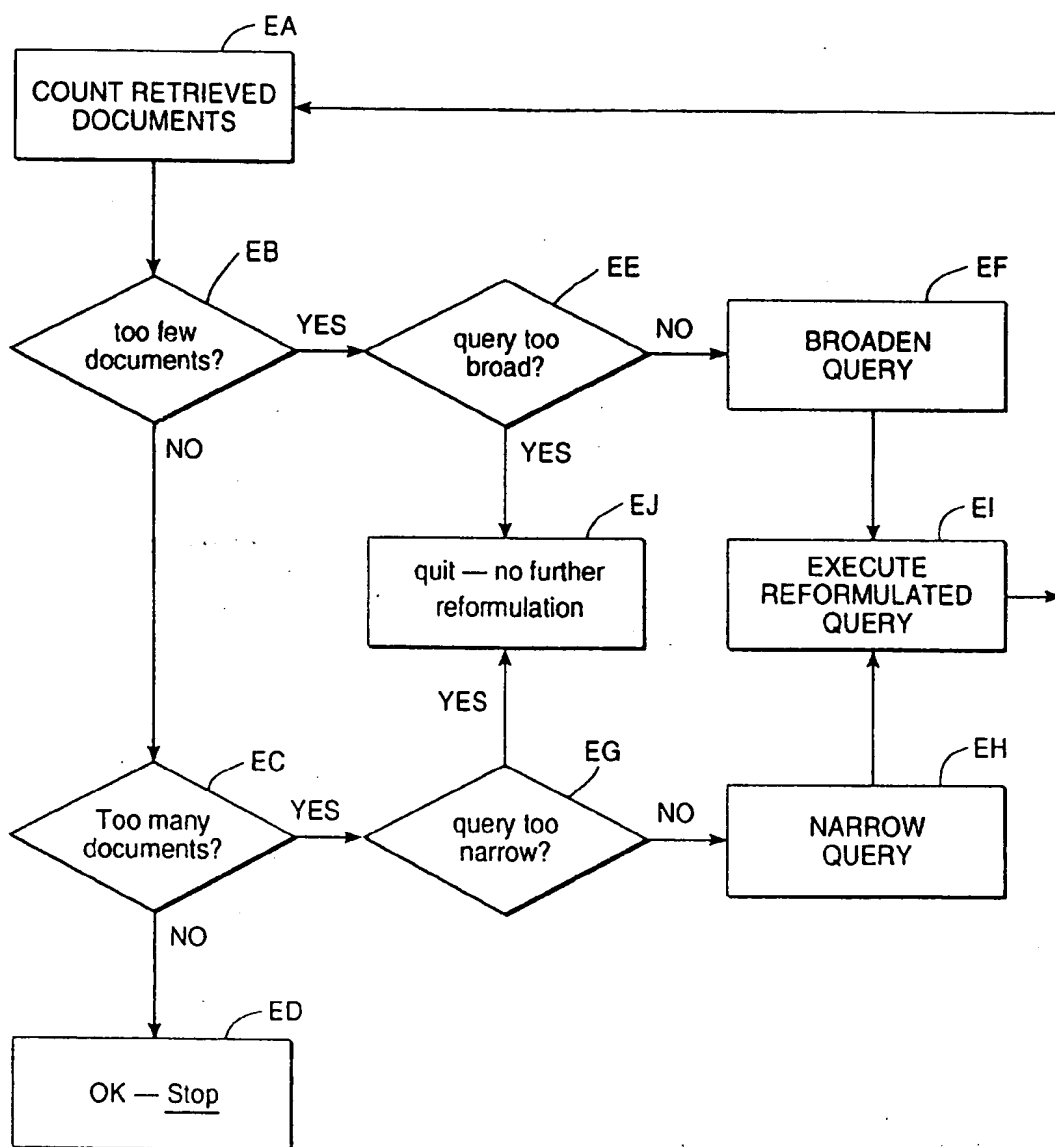 EA
COUNT RETRIEVED
DOCUMENTS
EB
too few
documents?
YES
NO
EE
query too
broad?
NO
YES
EF
BROADEN
QUERY
EJ
quit — no further
reformulation
EI
EXECUTE
REFORMULATED
QUERY
EC
Too many
documents?
YES
NO
YES
EG
query too
narrow?
NO
EH
NARROW
QUERY
ED
OK — Stop